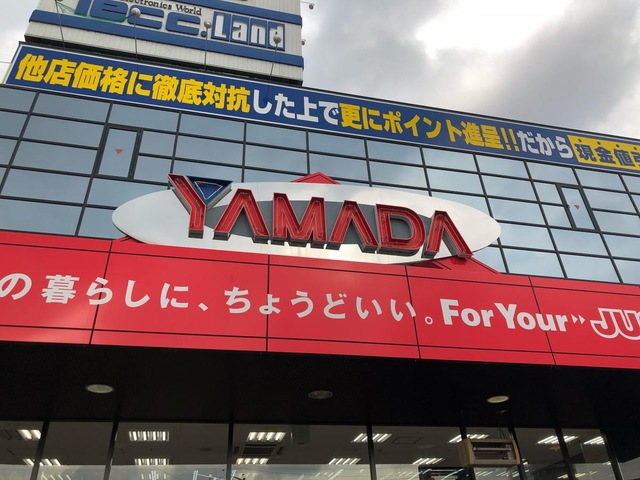 Electronics World
Tecc.Land
他店価格に徹底対抗した上で更にポイント進呈!!だから現金値
YAMADA
の暮らしに、ちょうどいい。For Your JU